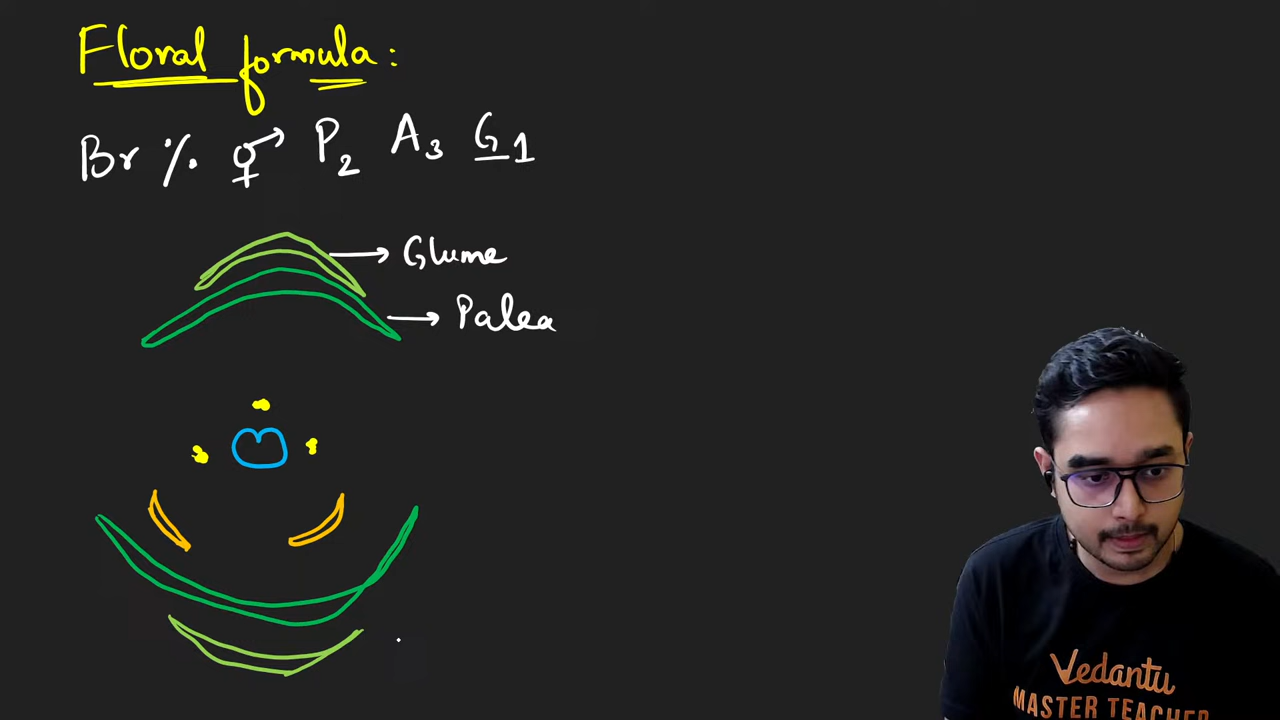 Floral formula:
Br % ⚥ P2 A3 G1
Glume
Palea
Vedantu
MASTER TEACHER